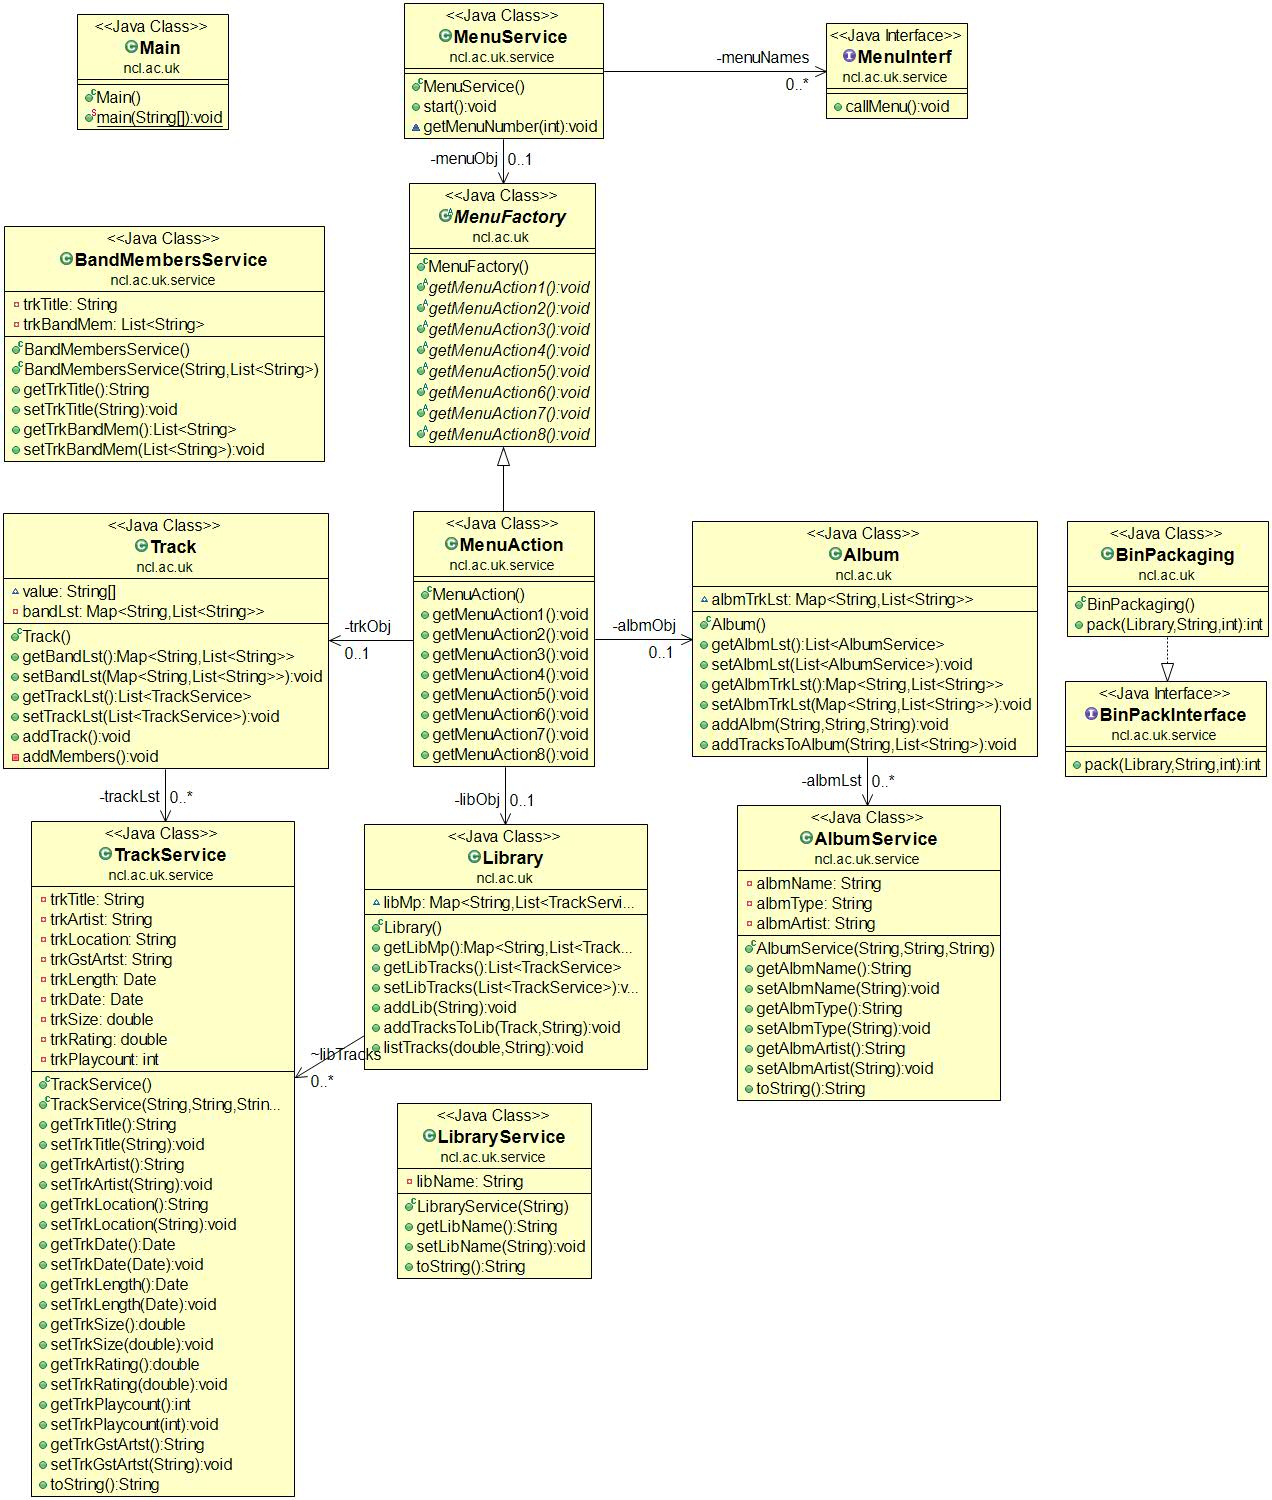 <<Java Class>>
Main
ncl.ac.uk
Main()
main(String[]):void
<<Java Class>>
MenuService
ncl.ac.uk.service
MenuService()
start():void
getMenuNumber(int):void
-menuNames
0..*
<<Java Interface>>
MenuInterf
ncl.ac.uk.service
callMenu():void
-menuObj
0..1
<<Java Class>>
MenuFactory
ncl.ac.uk
MenuFactory()
getMenuAction1():void
getMenuAction2():void
getMenuAction3():void
getMenuAction4():void
getMenuAction5():void
getMenuAction6():void
getMenuAction7():void
getMenuAction8():void
<<Java Class>>
BandMembersService
ncl.ac.uk.service
trkTitle: String
trkBandMem: List<String>
BandMembersService()
BandMembersService(String,List<String>)
getTrkTitle():String
setTrkTitle(String):void
getTrkBandMem():List<String>
setTrkBandMem(List<String>):void
<<Java Class>>
Track
ncl.ac.uk
value: String[]
bandLst: Map<String,List<String>>
Track()
getBandLst():Map<String,List<String>>
setBandLst(Map<String,List<String>>):void
getTrackLst():List<TrackService>
setTrackLst(List<TrackService>):void
addTrack():void
addMembers():void
-trkObj
0..1
<<Java Class>>
MenuAction
ncl.ac.uk.service
MenuAction()
getMenuAction1():void
getMenuAction2():void
getMenuAction3():void
getMenuAction4():void
getMenuAction5():void
getMenuAction6():void
getMenuAction7():void
getMenuAction8():void
-albmObj
0..1
<<Java Class>>
Album
ncl.ac.uk
albmTrkLst: Map<String,List<String>>
Album()
getAlbmLst():List<AlbumService>
setAlbmLst(List<AlbumService>):void
getAlbmTrkLst():Map<String,List<String>>
setAlbmTrkLst(Map<String,List<String>>):void
addAlbm(String,String,String):void
addTracksToAlbum(String,List<String>):void
<<Java Class>>
BinPackaging
ncl.ac.uk
BinPackaging()
pack(Library,String,int):int
<<Java Interface>>
BinPackInterface
ncl.ac.uk.service
pack(Library,String,int):int
-trackLst
0..*
<<Java Class>>
TrackService
ncl.ac.uk.service
trkTitle: String
trkArtist: String
trkLocation: String
trkGstArtst: String
trkLength: Date
trkDate: Date
trkSize: double
trkRating: double
trkPlaycount: int
TrackService()
TrackService(String,String,Strin...
getTrkTitle():String
setTrkTitle(String):void
getTrkArtist():String
setTrkArtist(String):void
getTrkLocation():String
setTrkLocation(String):void
getTrkDate():Date
setTrkDate(Date):void
getTrkLength():Date
setTrkLength(Date):void
getTrkSize():double
setTrkSize(double):void
getTrkRating():double
setTrkRating(double):void
getTrkPlaycount():int
setTrkPlaycount(int):void
getTrkGstArtst():String
setTrkGstArtst(String):void
toString():String
-libObj
0..1
<<Java Class>>
Library
ncl.ac.uk
libMp: Map<String,List<TrackServi...
Library()
getLibMp():Map<String,List<Track...
getLibTracks():List<TrackService>
setLibTracks(List<TrackService>):v...
addLib(String):void
addTracksToLib(Track,String):void
listTracks(double,String):void
~libTracks
0..*
<<Java Class>>
LibraryService
ncl.ac.uk.service
libName: String
LibraryService(String)
getLibName():String
setLibName(String):void
toString():String
-albmLst
0..*
<<Java Class>>
AlbumService
ncl.ac.uk.service
albmName: String
albmType: String
albmArtist: String
AlbumService(String,String,String)
getAlbmName():String
setAlbmName(String):void
getAlbmType():String
setAlbmType(String):void
getAlbmArtist():String
setAlbmArtist(String):void
toString():String